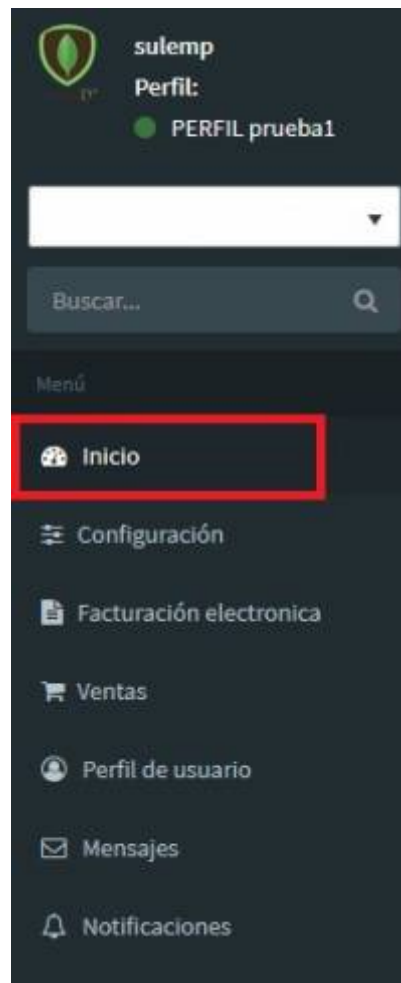 sulemp
Perfil:
PERFIL prueba1
Buscar...
Menú
Inicio
Configuración
Facturación electronica
Ventas
Perfil de usuario
Mensajes
Notificaciones